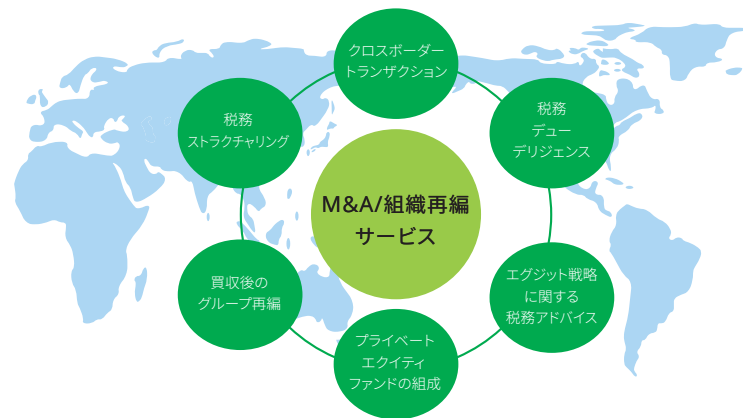 クロスボーダー
トランザクション
税務
デュー
デリジェンス
エグジット戦略
に関する
税務アドバイス
プライベート
エクイティ
ファンドの組成
買収後の
グループ再編
税務
ストラクチャリング
M&A/組織再編
サービス